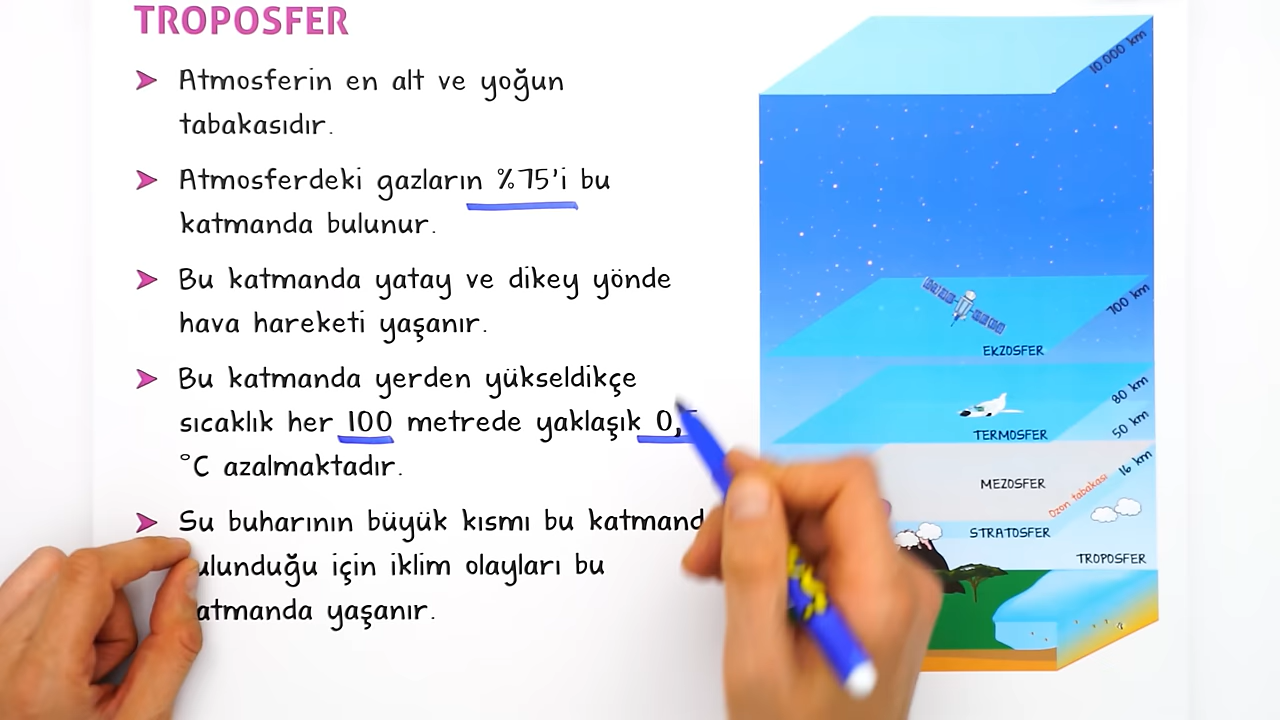 TROPOSFER
➤ Atmosferin en alt ve yoğun
tabakasıdır.
➤ Atmosferdeki gazların %75'i bu
katmanda bulunur.
➤ Bu katmanda yatay ve dikey yönde
hava hareketi yaşanır.
➤ Bu katmanda yerden yükseldikçe
sıcaklık her 100 metrede yaklaşık
°C azalmaktadır.
➤ Su buharının büyük kısmı bu
için iklim olayları bu
yaşanır.
10.000 km
700 km
EKZOSFER
80 km
TERMOSFER
50 km
16 km
MEZOSFER
Ozon tabakası
STRATOSFER
TROPOSFER